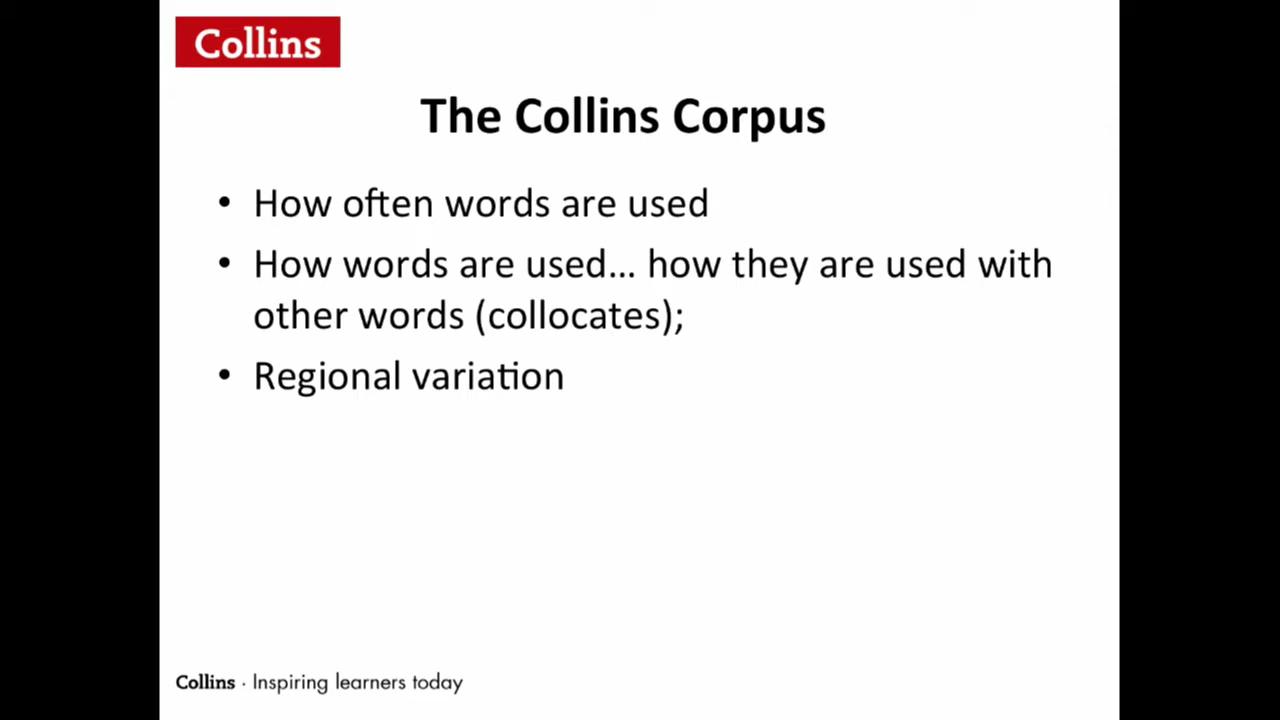 Collins
The Collins Corpus
• How often words are used
• How words are used... how they are used with
other words (collocates);
• Regional variation
Collins · Inspiring learners today